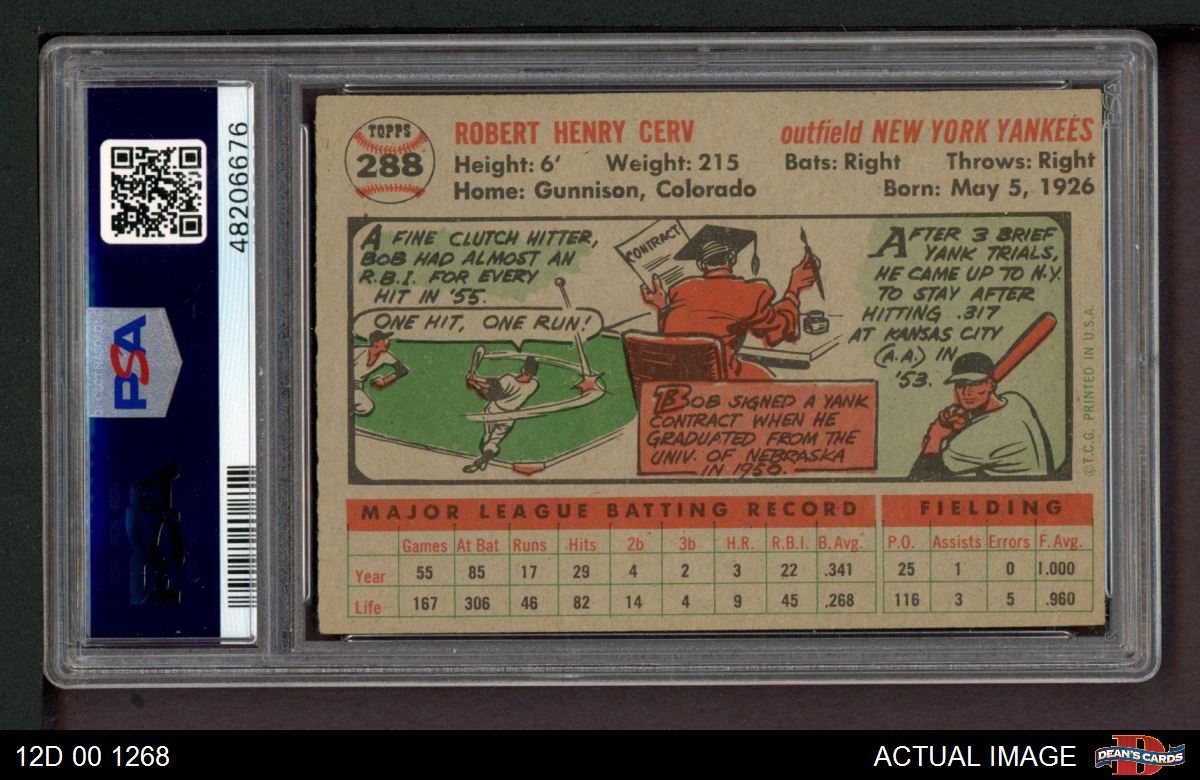 48206676
PSA
PSA
TOPPS
288
ROBERT HENRY CERV
outfield NEW YORK YANKEES
Height: 6' Weight: 215 Bats: Right Throws: Right
Home: Gunnison, Colorado Born: May 5, 1926
A FINE CLUTCH HITTER,
BOB HAD ALMOST AN
R.B.I. FOR EVERY
HIT IN '55.
ONE HIT, ONE RUN!
CONTRACT
BOB SIGNED A YANK
CONTRACT WHEN HE
GRADUATED FROM THE
UNIV. OF NEBRASKA
IN 1950.
AFTER 3 BRIEF
YANK TRIALS,
HE CAME UP TO N.Y.
TO STAY AFTER
HITTING .317
AT KANSAS CITY
(A.A.) IN
'53.
©T.C.G. PRINTED IN U.S.A.
MAJOR LEAGUE BATTING RECORD FIELDING
Games At Bat Runs Hits 2b 3b H.R. R.B.I. B. Avg. P.O. Assists Errors F. Avg.
Year 55 85 17 29 4 2 3 22 .341 25 1 0 1.000
Life 167 306 46 82 14 4 9 45 .268 116 3 5 .960
12D 00 1268
ACTUAL IMAGE
D
DEAN'S CARDS